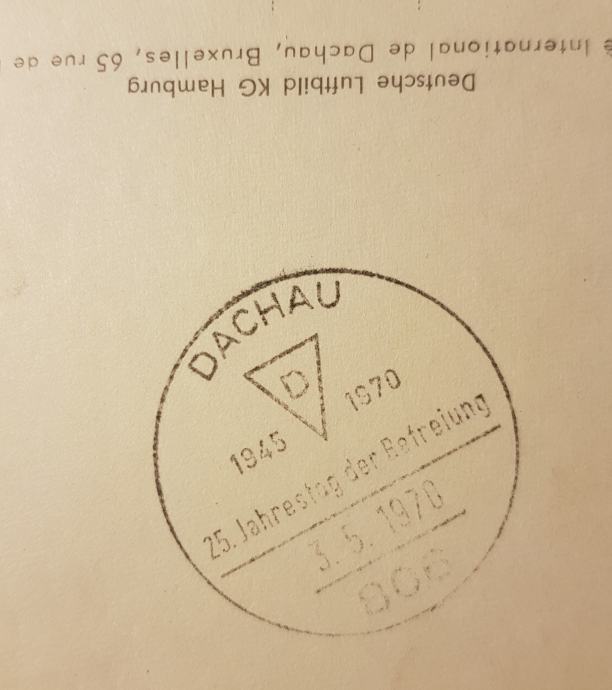 International de Dachau, Bruxelles, 65 rue de
Deutsche Luftbild KG Hamburg
DACHAU
D
1945 1970
25. Jahrestag der Befreiung
3. 5. 1970
806